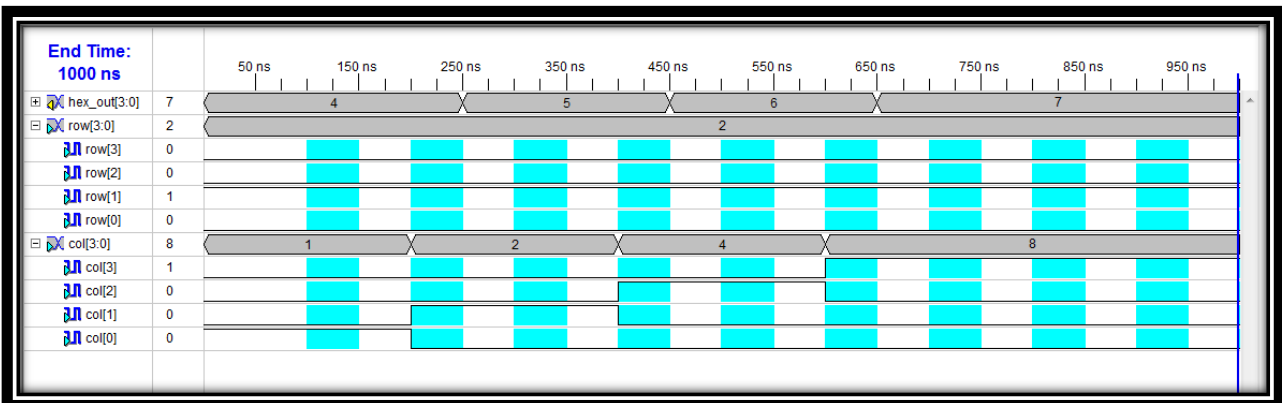 End Time:
1000 ns
50 ns 150 ns 250 ns 350 ns 450 ns 550 ns 650 ns 750 ns 850 ns 950 ns
hex_out[3:0] 7 4 5 6 7
row[3:0] 2 2
row[3] 0
row[2] 0
row[1] 1
row[0] 0
col[3:0] 8 1 2 4 8
col[3] 1
col[2] 0
col[1] 0
col[0] 0